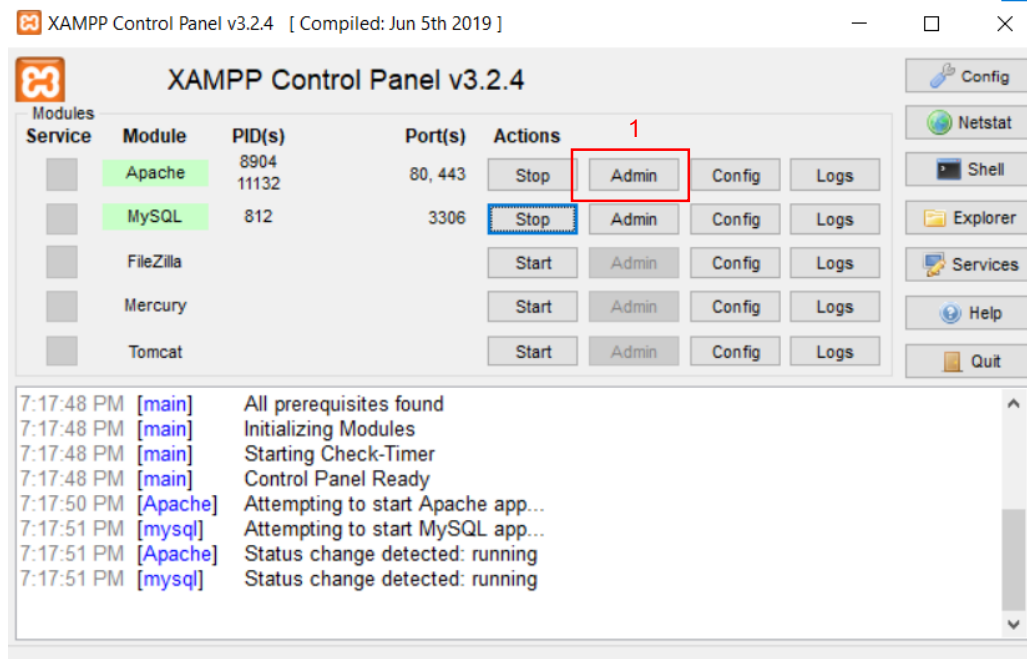 XAMPP Control Panel v3.2.4 [ Compiled: Jun 5th 2019 ]
XAMPP Control Panel v3.2.4
Config
Modules
Service Module PID(s) Port(s) Actions
1
Netstat
Apache 8904 11132 80, 443 Stop Admin Config Logs
Shell
MySQL 812 3306 Stop Admin Config Logs
Explorer
FileZilla Start Admin Config Logs
Services
Mercury Start Admin Config Logs
Help
Tomcat Start Admin Config Logs
Quit
7:17:48 PM [main] All prerequisites found
7:17:48 PM [main] Initializing Modules
7:17:48 PM [main] Starting Check-Timer
7:17:48 PM [main] Control Panel Ready
7:17:50 PM [Apache] Attempting to start Apache app...
7:17:51 PM [mysql] Attempting to start MySQL app...
7:17:51 PM [Apache] Status change detected: running
7:17:51 PM [mysql] Status change detected: running